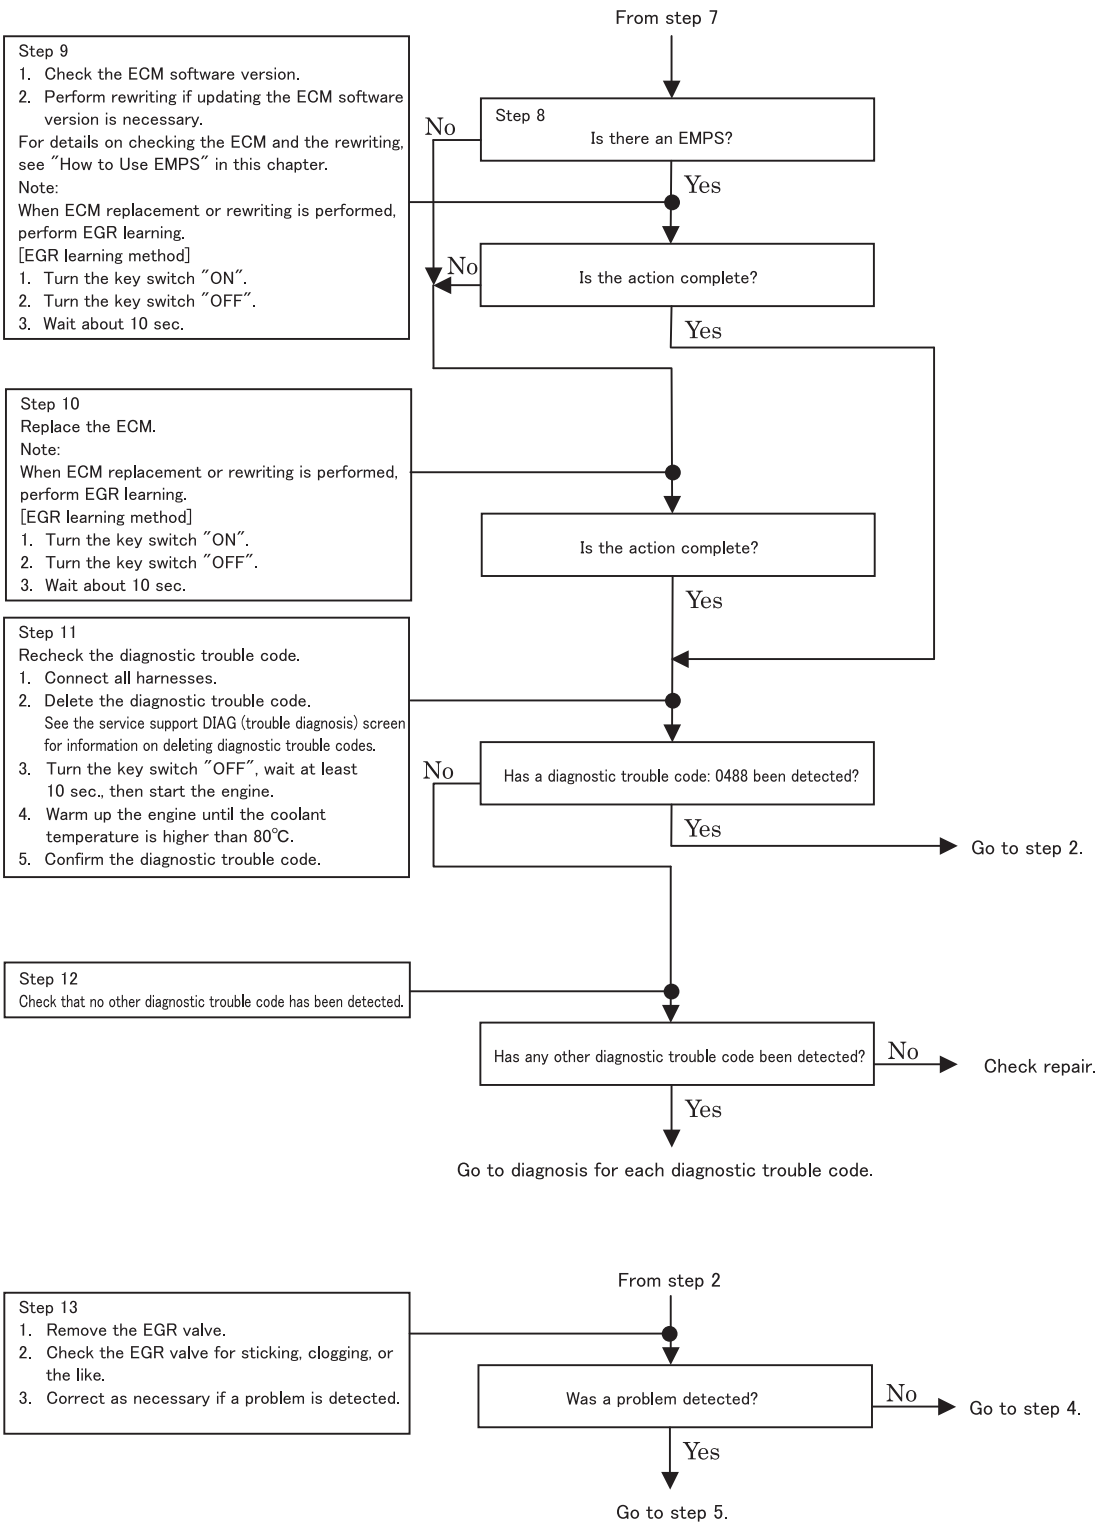 From step 7
Step 9
1. Check the ECM software version.
2. Perform rewriting if updating the ECM software
version is necessary.
For details on checking the ECM and the rewriting,
see "How to Use EMPS" in this chapter.
Note:
When ECM replacement or rewriting is performed,
perform EGR learning.
[EGR learning method]
1. Turn the key switch "ON".
2. Turn the key switch "OFF".
3. Wait about 10 sec.
Step 8
Is there an EMPS?
No
Yes
Is the action complete?
No
Yes
Step 10
Replace the ECM.
Note:
When ECM replacement or rewriting is performed,
perform EGR learning.
[EGR learning method]
1. Turn the key switch "ON".
2. Turn the key switch "OFF".
3. Wait about 10 sec.
Is the action complete?
Yes
Step 11
Recheck the diagnostic trouble code.
1. Connect all harnesses.
2. Delete the diagnostic trouble code.
See the service support DIAG (trouble diagnosis) screen
for information on deleting diagnostic trouble codes.
3. Turn the key switch "OFF", wait at least
10 sec., then start the engine.
4. Warm up the engine until the coolant
temperature is higher than 80℃.
5. Confirm the diagnostic trouble code.
Has a diagnostic trouble code: 0488 been detected?
No
Yes
Go to step 2.
Step 12
Check that no other diagnostic trouble code has been detected.
Has any other diagnostic trouble code been detected?
No
Check repair.
Yes
Go to diagnosis for each diagnostic trouble code.
From step 2
Step 13
1. Remove the EGR valve.
2. Check the EGR valve for sticking, clogging, or
the like.
3. Correct as necessary if a problem is detected.
Was a problem detected?
No
Go to step 4.
Yes
Go to step 5.